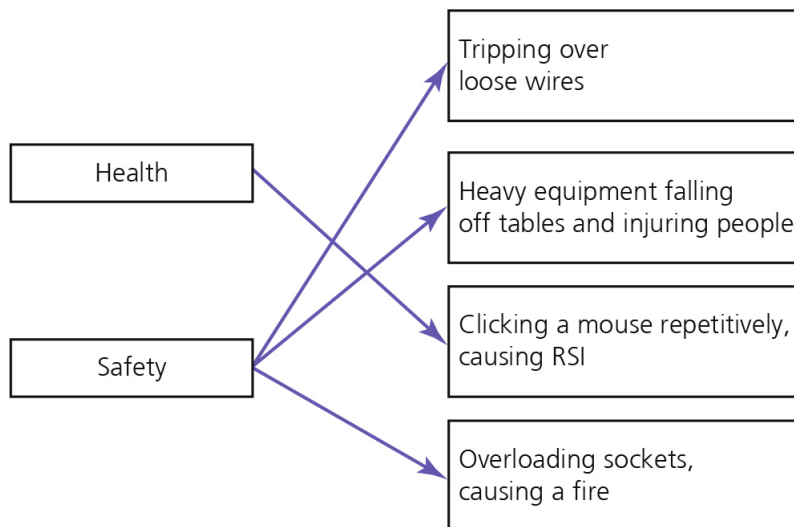 Health
Safety
Tripping over
loose wires
Heavy equipment falling
off tables and injuring people
Clicking a mouse repetitively,
causing RSI
Overloading sockets,
causing a fire